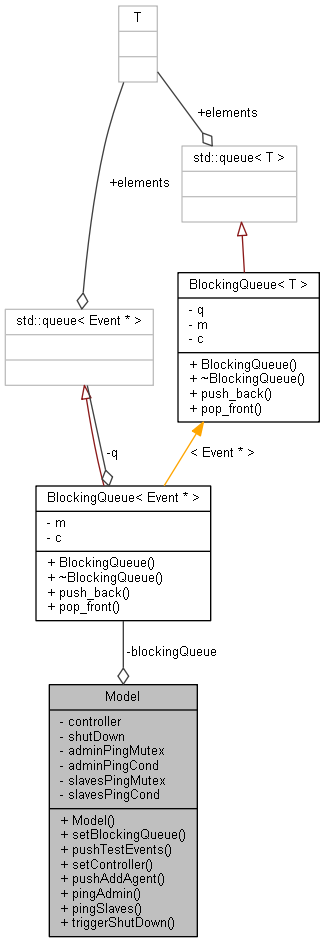 T
+elements
std::queue< T >
+elements
BlockingQueue< T >
- q
- m
- c
+ BlockingQueue()
+ ~BlockingQueue()
+ push_back()
+ pop_front()
std::queue< Event * >
-q
< Event * >
BlockingQueue< Event * >
- m
- c
+ BlockingQueue()
+ ~BlockingQueue()
+ push_back()
+ pop_front()
-blockingQueue
Model
- controller
- shutDown
- adminPingMutex
- adminPingCond
- slavesPingMutex
- slavesPingCond
+ Model()
+ setBlockingQueue()
+ pushTestEvents()
+ setController()
+ pushAddAgent()
+ pingAdmin()
+ pingSlaves()
+ triggerShutDown()